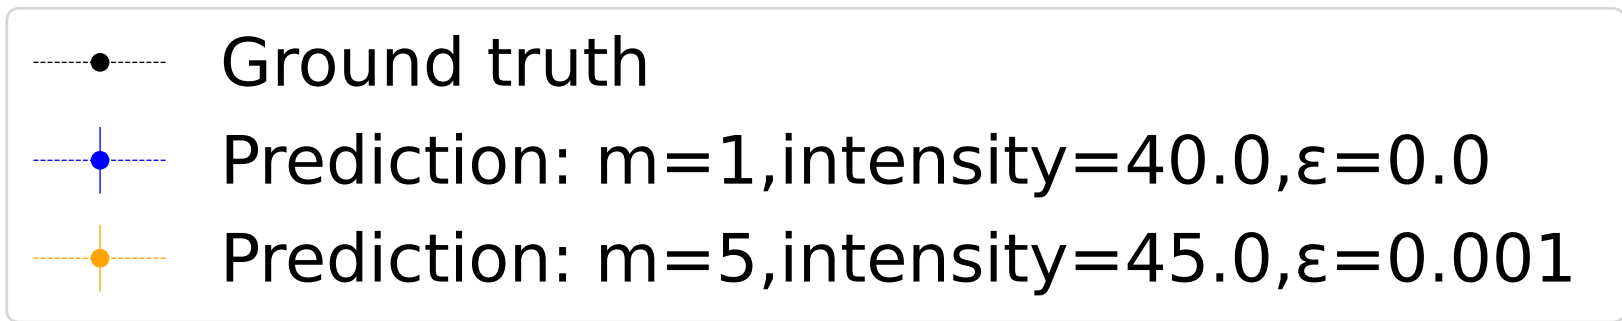 Ground truth
Prediction: m=1,intensity=40.0,ε=0.0
Prediction: m=5,intensity=45.0,ε=0.001